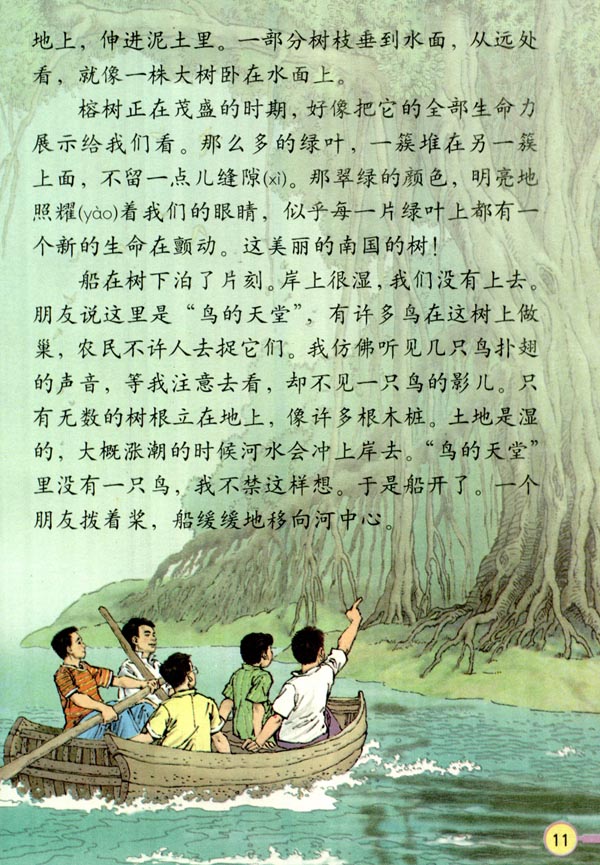 地上，伸进泥土里。一部分树枝垂到水面，从远处
看，就像一株大树卧在水面上。
榕树正在茂盛的时期，好像把它的全部生命力
展示给我们看。那么多的绿叶，一簇堆在另一簇
上面，不留一点儿缝隙(xì)。那翠绿的颜色，明亮地
照耀(yào)着我们的眼睛，似乎每一片绿叶上都有一
个新的生命在颤动。这美丽的南国的树！
船在树下泊了片刻。岸上很湿，我们没有上去。
朋友说这里是“鸟的天堂”，有许多鸟在这树上做
巢，农民不许人去捉它们。我仿佛听见几只鸟扑翅
的声音，等我注意去看，却不见一只鸟的影儿。只
有无数的树根立在地上，像许多根木桩。土地是湿
的，大概涨潮的时候河水会冲上岸去。“鸟的天堂”
里没有一只鸟，我不禁这样想。于是船开了。一个
朋友拨着桨，船缓缓地移向河中心。
11